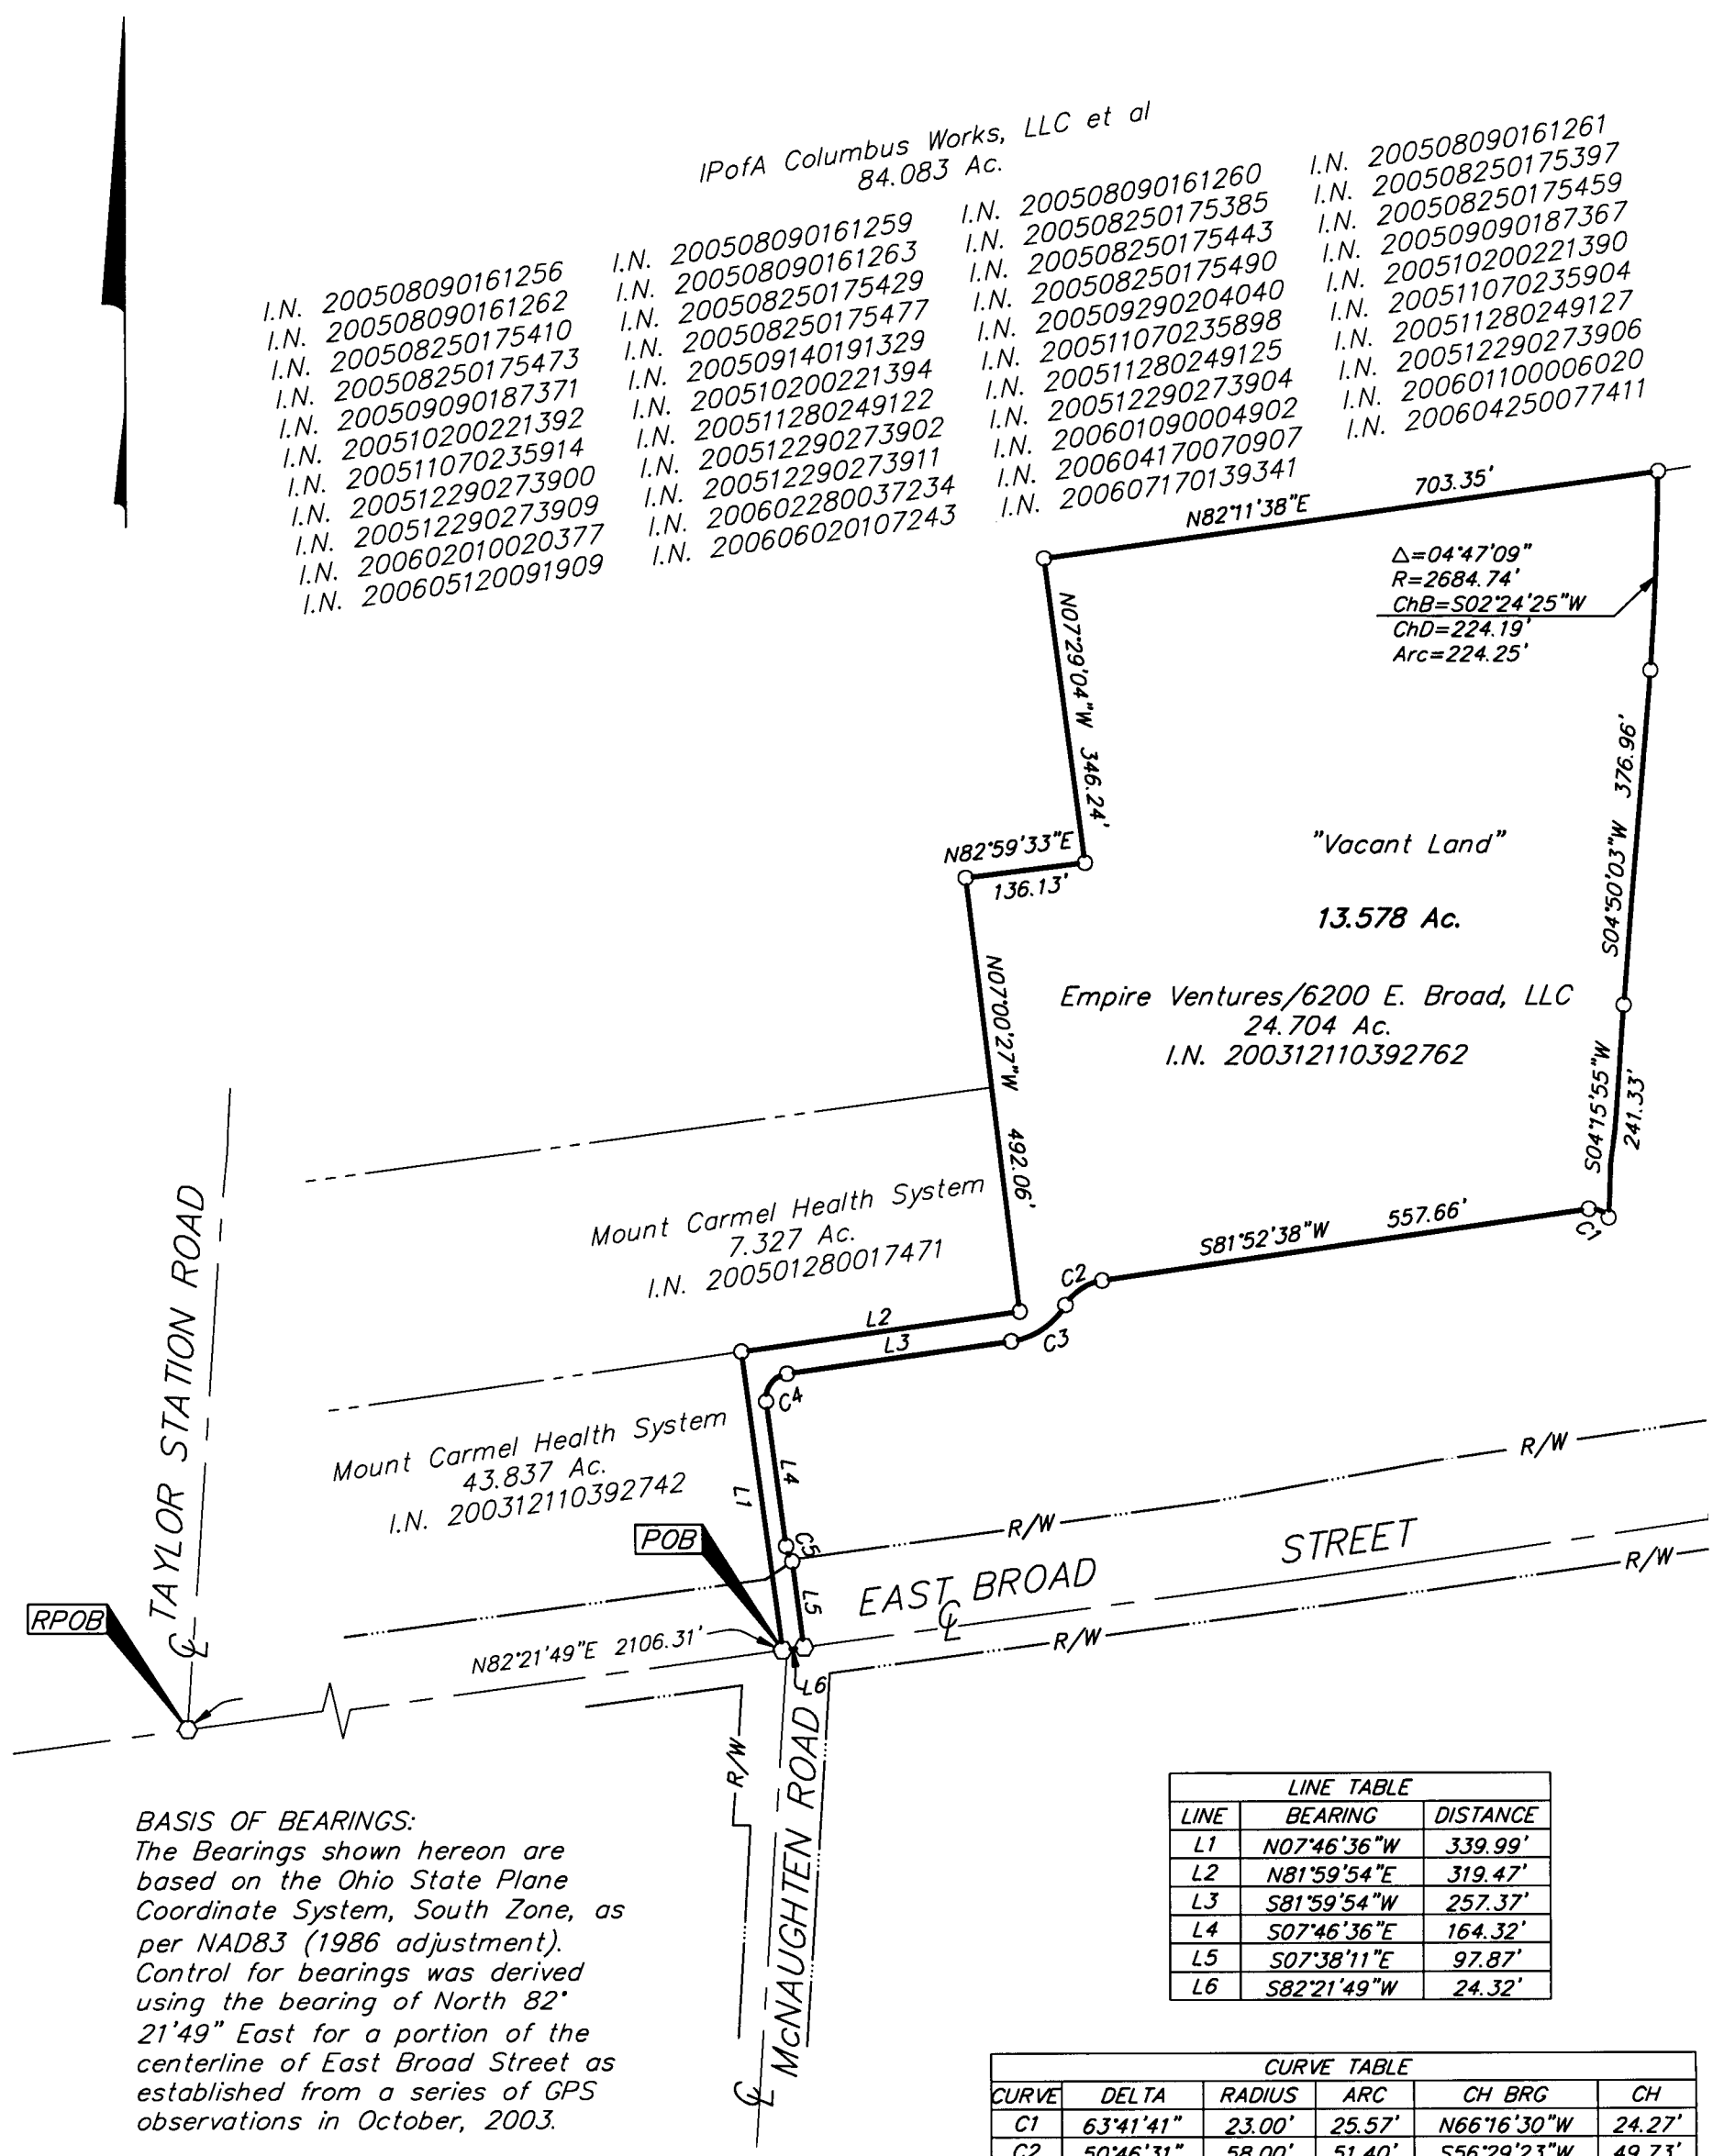 IPofA Columbus Works, LLC et al
84.083 Ac.
I.N. 200508090161256 I.N. 200508090161259 I.N. 200508090161260 I.N. 200508090161261
I.N. 200508090161262 I.N. 200508090161263 I.N. 200508250175385 I.N. 200508250175397
I.N. 200508250175410 I.N. 200508250175429 I.N. 200508250175443 I.N. 200508250175459
I.N. 200508250175473 I.N. 200508250175477 I.N. 200508250175490 I.N. 200509090187367
I.N. 200509090187371 I.N. 200509140191329 I.N. 200509290204040 I.N. 200510200221390
I.N. 200510200221392 I.N. 200510200221394 I.N. 200511070235898 I.N. 200511070235904
I.N. 200511070235914 I.N. 200511280249122 I.N. 200511280249125 I.N. 200511280249127
I.N. 200512290273900 I.N. 200512290273902 I.N. 200512290273904 I.N. 200512290273906
I.N. 200512290273909 I.N. 200512290273911 I.N. 200601090004902 I.N. 200601100006020
I.N. 200602010020377 I.N. 200602280037234 I.N. 200604170070907 I.N. 200604250077411
I.N. 200605120091909 I.N. 200606020107243 I.N. 200607170139341
N82°11'38"E 703.35'
Δ=04°47'09"
R=2684.74'
ChB=S02°24'25"W
ChD=224.19'
Arc=224.25'
N07°29'04"W 346.24'
S04°50'03"W 376.96'
N82°59'33"E
136.13'
"Vacant Land"
13.578 Ac.
Empire Ventures/6200 E. Broad, LLC
24.704 Ac.
I.N. 200312110392762
N07°00'27"W 492.06'
S04°15'55"W
241.33'
Mount Carmel Health System
7.327 Ac.
I.N. 200501280017471
S81°52'38"W 557.66'
C1
C2
L2
L3
C3
C4
TAYLOR STATION ROAD
℄
Mount Carmel Health System
43.837 Ac.
I.N. 200312110392742
L1
L4
C5
R/W
R/W
POB
EAST BROAD STREET
℄
R/W
R/W
L5
RPOB
N82°21'49"E 2106.31'
L6
R/W
McNAUGHTEN ROAD
℄
BASIS OF BEARINGS:
The Bearings shown hereon are
based on the Ohio State Plane
Coordinate System, South Zone, as
per NAD83 (1986 adjustment).
Control for bearings was derived
using the bearing of North 82°
21'49" East for a portion of the
centerline of East Broad Street as
established from a series of GPS
observations in October, 2003.
LINE TABLE
LINE BEARING DISTANCE
L1 N07°46'36"W 339.99'
L2 N81°59'54"E 319.47'
L3 S81°59'54"W 257.37'
L4 S07°46'36"E 164.32'
L5 S07°38'11"E 97.87'
L6 S82°21'49"W 24.32'
CURVE TABLE
CURVE DELTA RADIUS ARC CH BRG CH
C1 63°41'41" 23.00' 25.57' N66°16'30"W 24.27'
C2 50°46'31" 58.00' 51.40' S56°29'23"W 49.73'